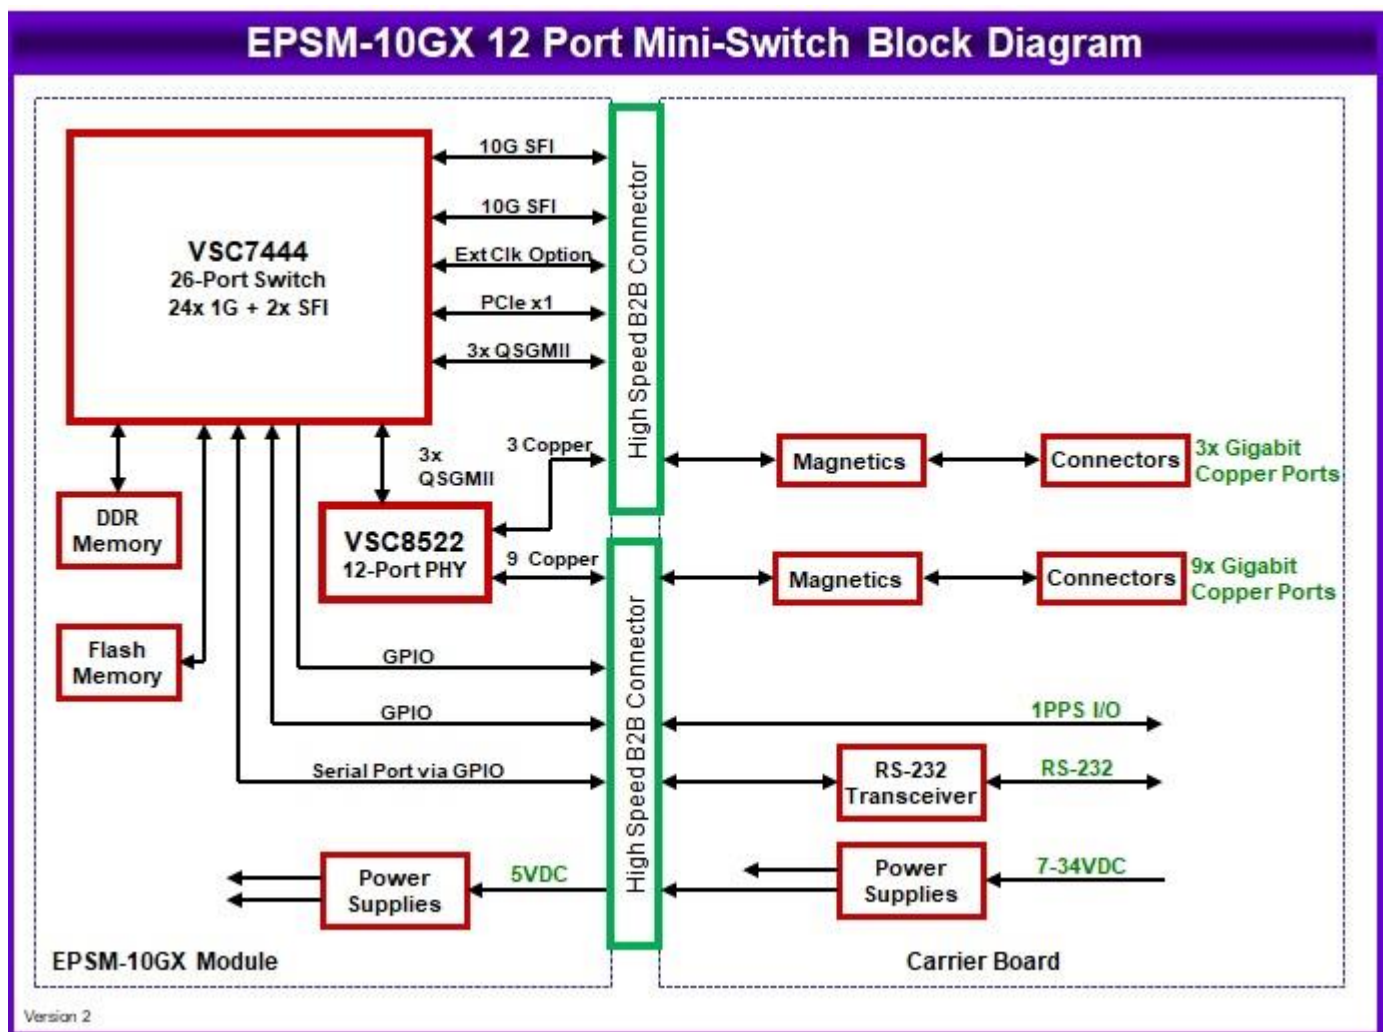 EPSM-10GX 12 Port Mini-Switch Block Diagram
VSC7444
26-Port Switch
24x 1G + 2x SFI
10G SFI
10G SFI
Ext Clk Option
PCIe x1
3x QSGMII
High Speed B2B Connector
3x
QSGMII
3 Copper
Magnetics
Connectors
3x Gigabit
Copper Ports
DDR
Memory
VSC8522
12-Port PHY
9 Copper
Magnetics
Connectors
9x Gigabit
Copper Ports
Flash
Memory
GPIO
GPIO
Serial Port via GPIO
High Speed B2B Connector
1PPS I/O
RS-232
Transceiver
RS-232
Power
Supplies
5VDC
Power
Supplies
7-34VDC
EPSM-10GX Module
Carrier Board
Version 2